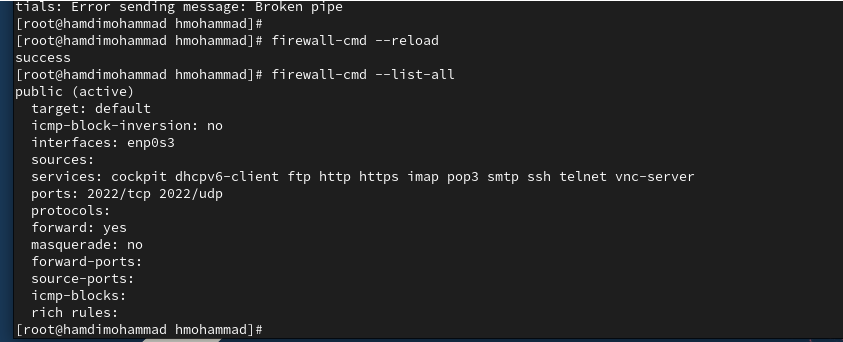 tials: Error sending message: Broken pipe
[root@hamdimohammad hmohammad]#
[root@hamdimohammad hmohammad]# firewall-cmd --reload
success
[root@hamdimohammad hmohammad]# firewall-cmd --list-all
public (active)
  target: default
  icmp-block-inversion: no
  interfaces: enp0s3
  sources:
  services: cockpit dhcpv6-client ftp http https imap pop3 smtp ssh telnet vnc-server
  ports: 2022/tcp 2022/udp
  protocols:
  forward: yes
  masquerade: no
  forward-ports:
  source-ports:
  icmp-blocks:
  rich rules:
[root@hamdimohammad hmohammad]#